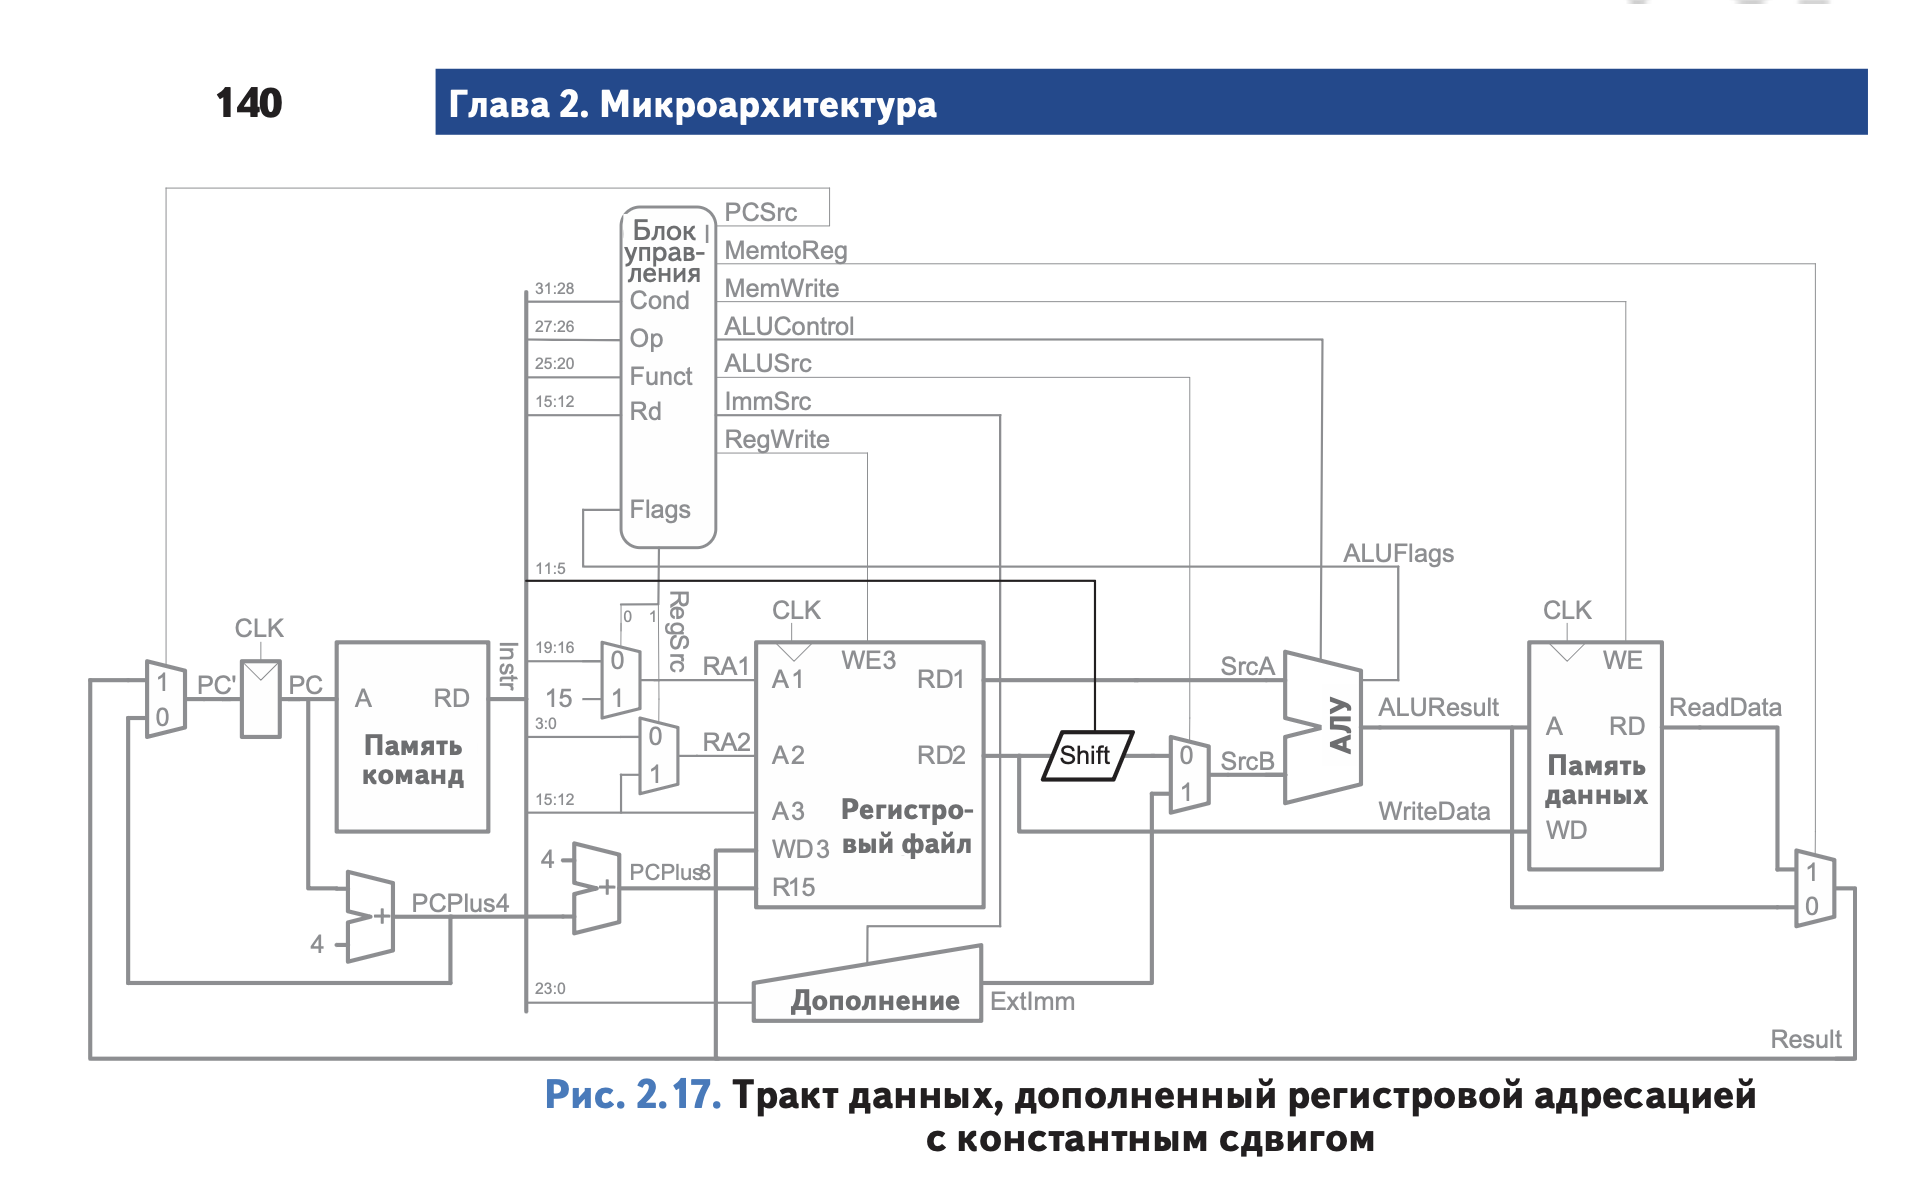 140
Глава 2. Микроархитектура
PCSrc
Блок
управ-
ления
MemtoReg
MemWrite
31:28
Cond
27:26
Op
ALUControl
25:20
Funct
ALUSrc
15:12
Rd
ImmSrc
RegWrite
Flags
ALUFlags
11:5
RegSrc
0 1
CLK
CLK
CLK
Instr
19:16
0
1
15
RA1
A1
WE3
RD1
SrcA
WE
1
0
PC'
PC
A
RD
Память
команд
3:0
0
1
RA2
A2
RD2
Shift
0
1
SrcB
АЛУ
ALUResult
A
RD
ReadData
Память
данных
15:12
A3
Регистро-
вый файл
WriteData
WD
WD3
4
+
PCPlus8
R15
1
0
PCPlus4
+
4
23:0
Дополнение
ExtImm
Result
Рис. 2.17. Тракт данных, дополненный регистровой адресацией
с константным сдвигом